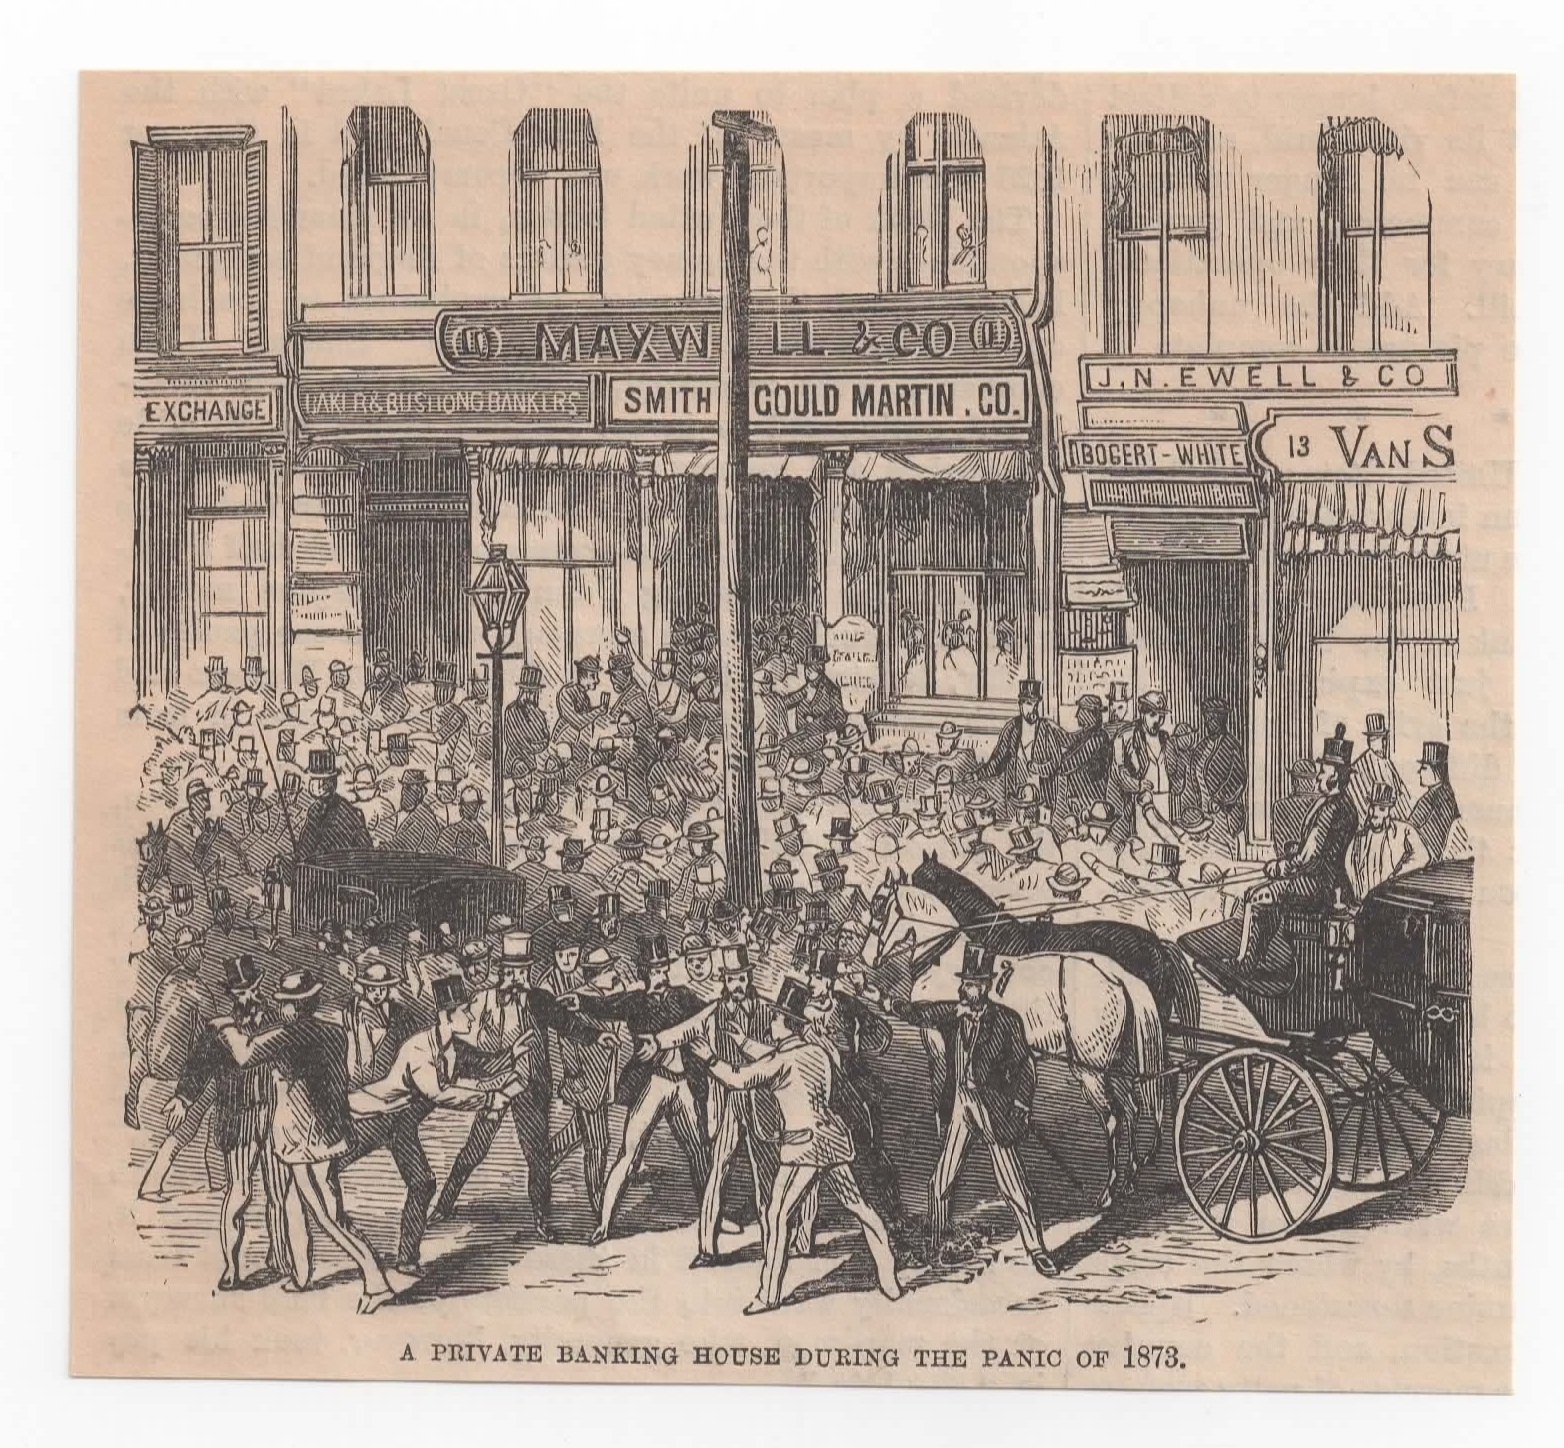 MAXWELL & CO
EXCHANGE
BANKERS
SMITH GOULD MARTIN . CO.
J.N. EWELL & CO
BOGERT-WHITE
13 VAN S
A PRIVATE BANKING HOUSE DURING THE PANIC OF 1873.